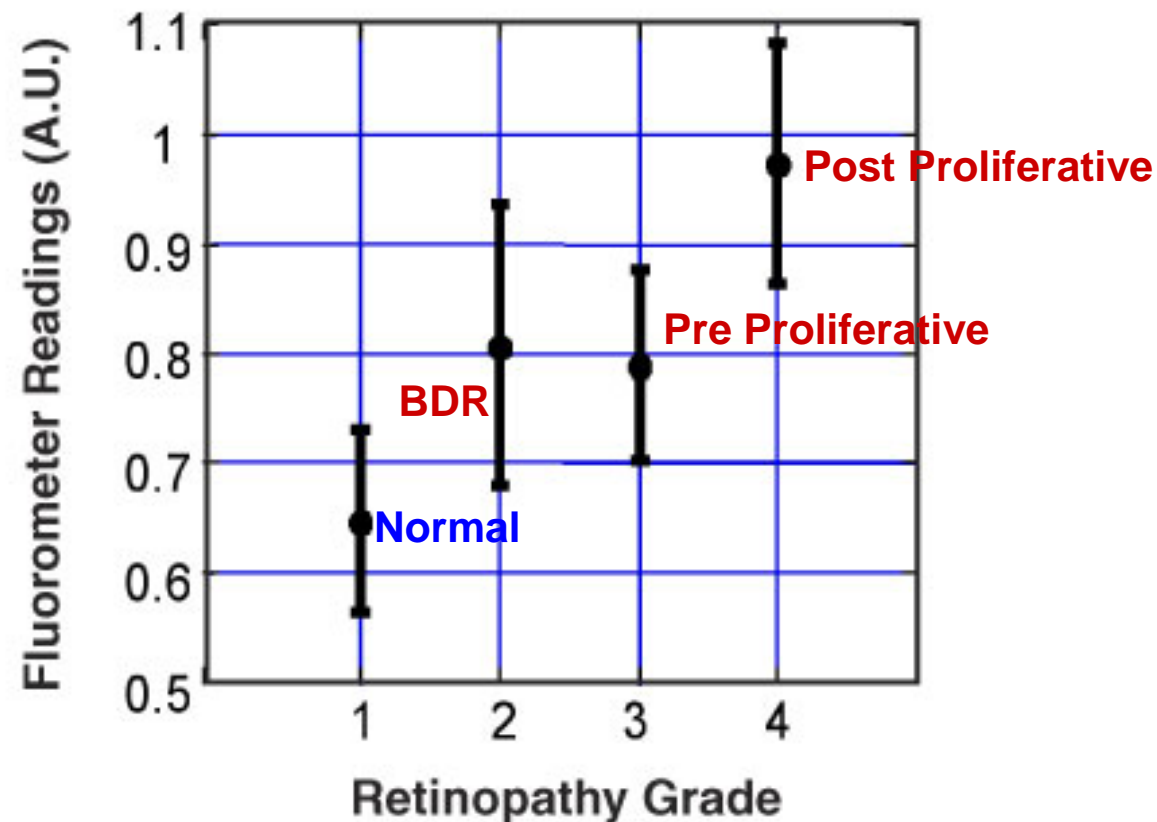 Fluorometer Readings (A.U.)
1.1
1
0.9
0.8
0.7
0.6
0.5
Post Proliferative
Pre Proliferative
BDR
Normal
1 2 3 4
Retinopathy Grade